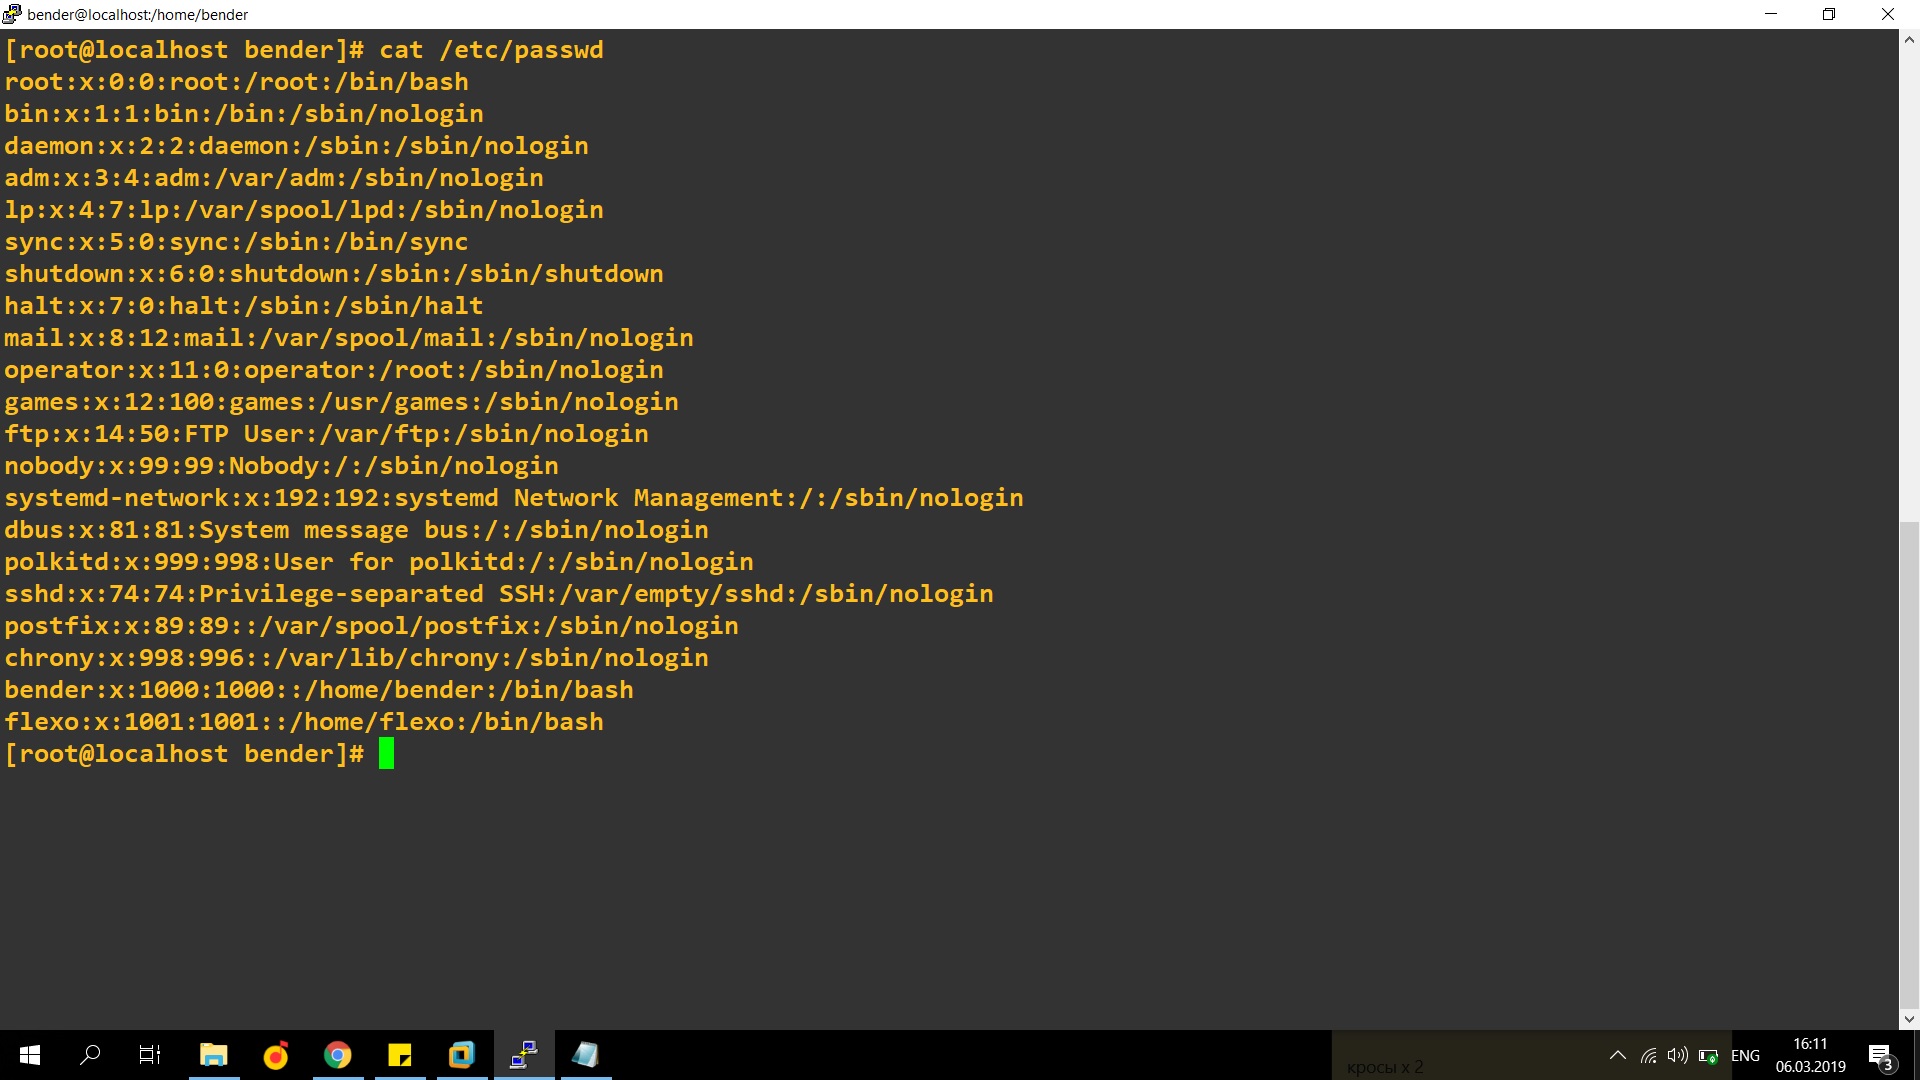 bender@localhost:/home/bender
[root@localhost bender]# cat /etc/passwd
root:x:0:0:root:/root:/bin/bash
bin:x:1:1:bin:/bin:/sbin/nologin
daemon:x:2:2:daemon:/sbin:/sbin/nologin
adm:x:3:4:adm:/var/adm:/sbin/nologin
lp:x:4:7:lp:/var/spool/lpd:/sbin/nologin
sync:x:5:0:sync:/sbin:/bin/sync
shutdown:x:6:0:shutdown:/sbin:/sbin/shutdown
halt:x:7:0:halt:/sbin:/sbin/halt
mail:x:8:12:mail:/var/spool/mail:/sbin/nologin
operator:x:11:0:operator:/root:/sbin/nologin
games:x:12:100:games:/usr/games:/sbin/nologin
ftp:x:14:50:FTP User:/var/ftp:/sbin/nologin
nobody:x:99:99:Nobody:/:/sbin/nologin
systemd-network:x:192:192:systemd Network Management:/:/sbin/nologin
dbus:x:81:81:System message bus:/:/sbin/nologin
polkitd:x:999:998:User for polkitd:/:/sbin/nologin
sshd:x:74:74:Privilege-separated SSH:/var/empty/sshd:/sbin/nologin
postfix:x:89:89::/var/spool/postfix:/sbin/nologin
chrony:x:998:996::/var/lib/chrony:/sbin/nologin
bender:x:1000:1000::/home/bender:/bin/bash
flexo:x:1001:1001::/home/flexo:/bin/bash
[root@localhost bender]#
кросы x 2
ENG
16:11
06.03.2019
3